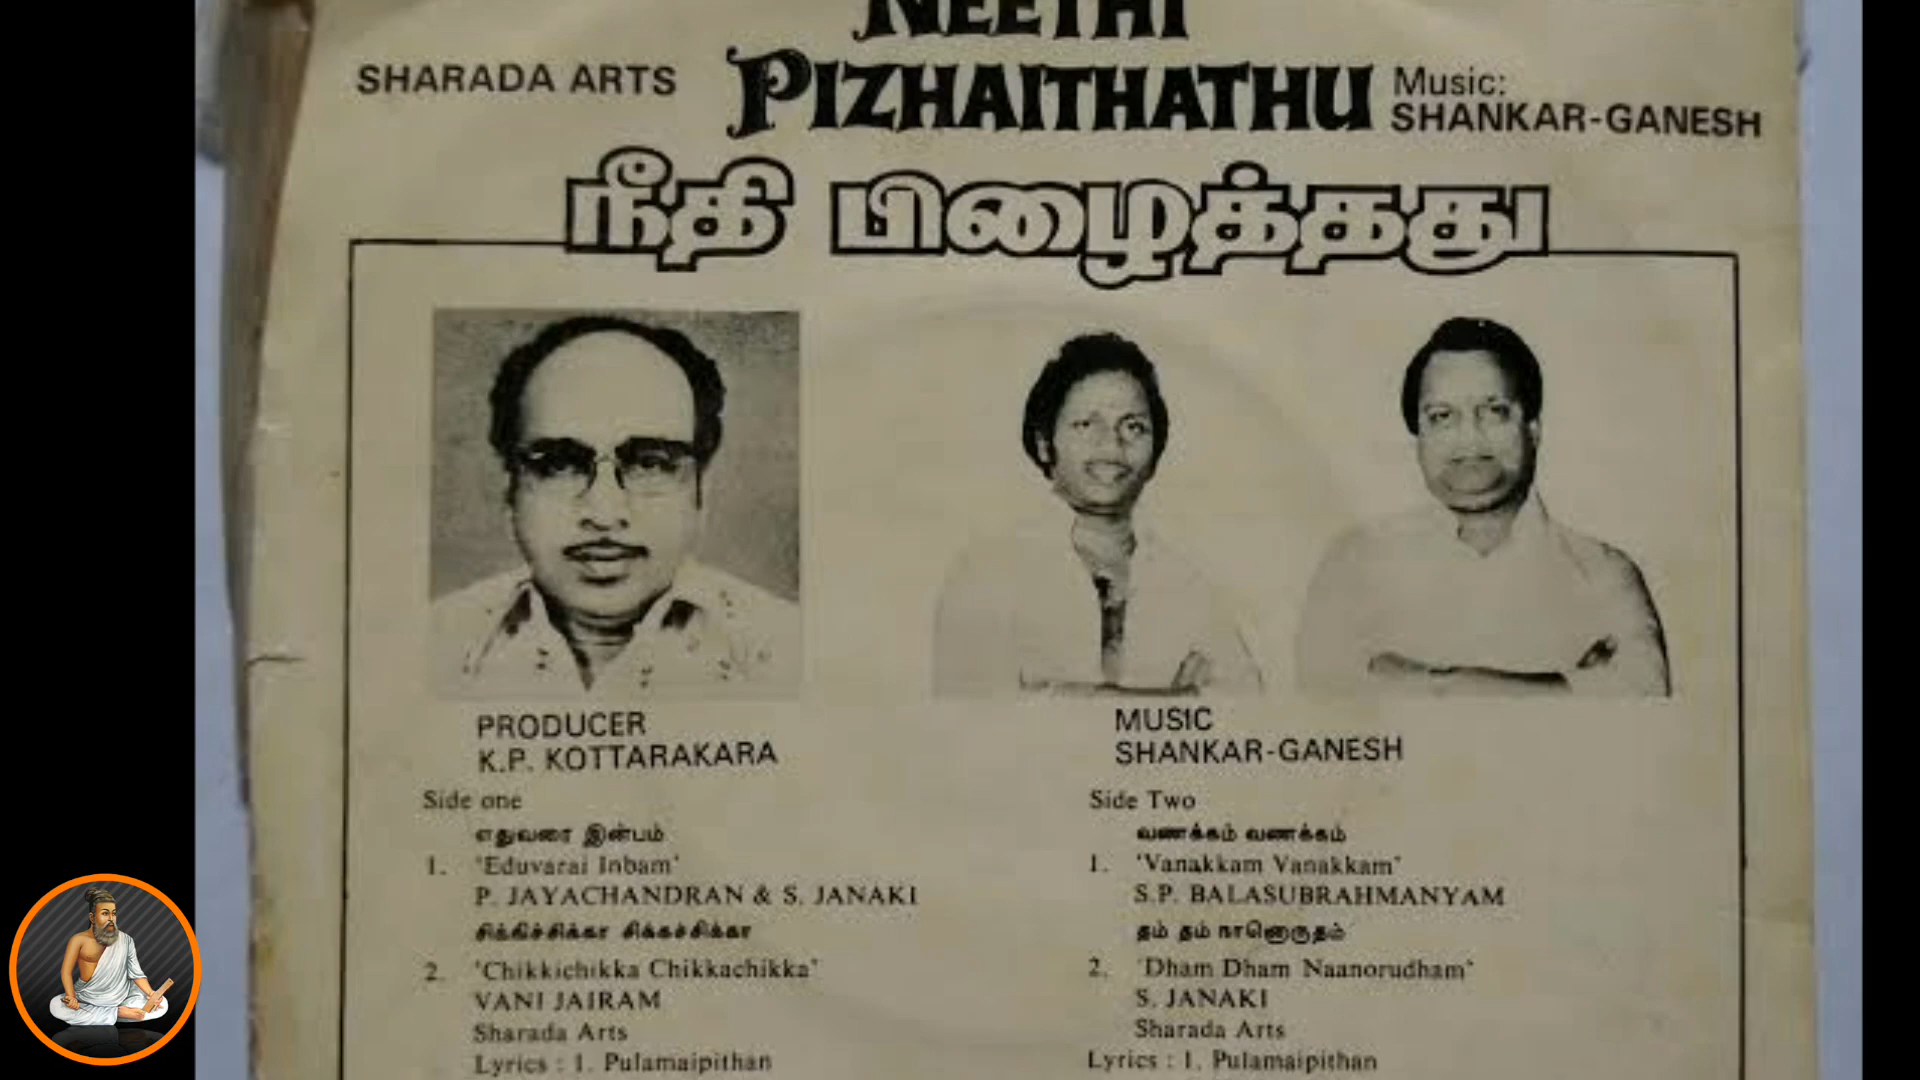 NEETHI
SHARADA ARTS
PIZHAITHATHU
Music:
SHANKAR-GANESH
நீதி பிழைத்தது
PRODUCER
K.P. KOTTARAKARA
MUSIC
SHANKAR-GANESH
Side one
எதுவரை இன்பம்
1. 'Eduvarai Inbam'
P. JAYACHANDRAN & S. JANAKI
சிக்கிச்சிக்கா சிக்கச்சிக்கா
2. 'Chikkichikka Chikkachikka'
VANI JAIRAM
Sharada Arts
Lyrics : 1. Pulamaipithan
Side Two
வணக்கம் வணக்கம்
1. 'Vanakkam Vanakkam'
S.P. BALASUBRAHMANYAM
தம் தம் நானொருதம்
2. 'Dham Dham Naanorudham'
S. JANAKI
Sharada Arts
Lyrics : 1. Pulamaipithan